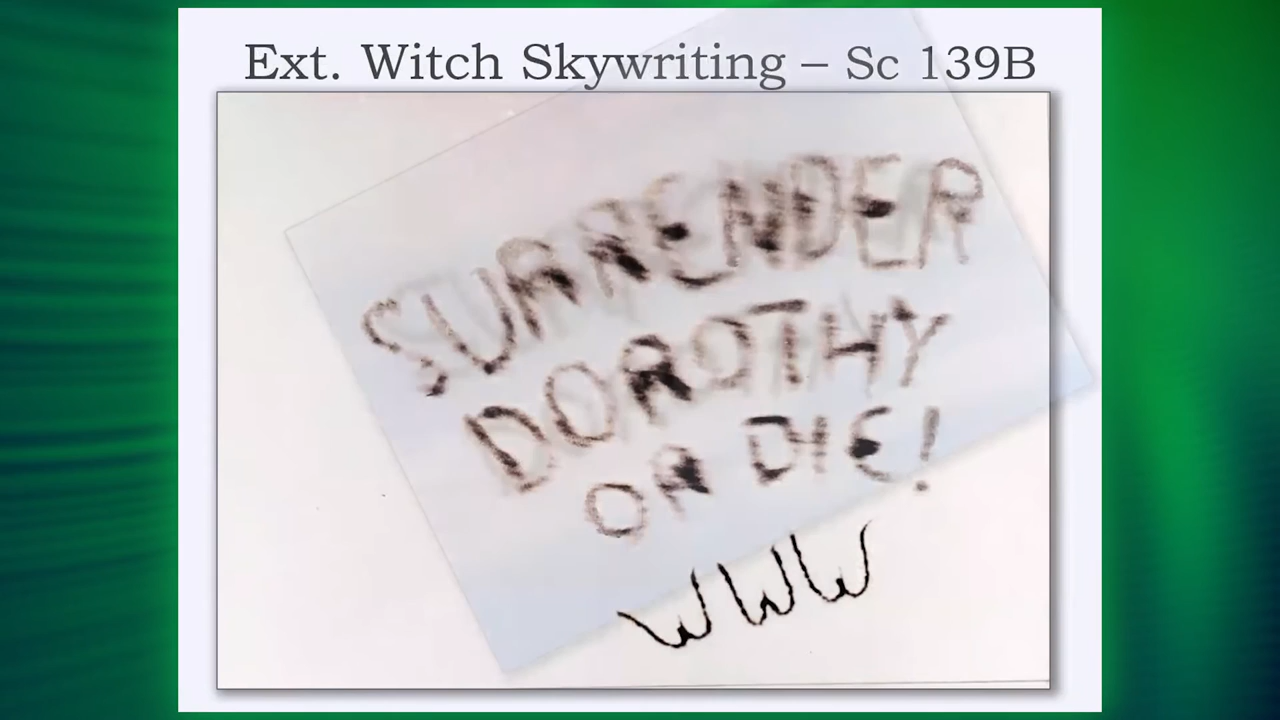 Ext. Witch Skywriting – Sc 139B
SURRENDER
DOROTHY
OR DIE!
WWW